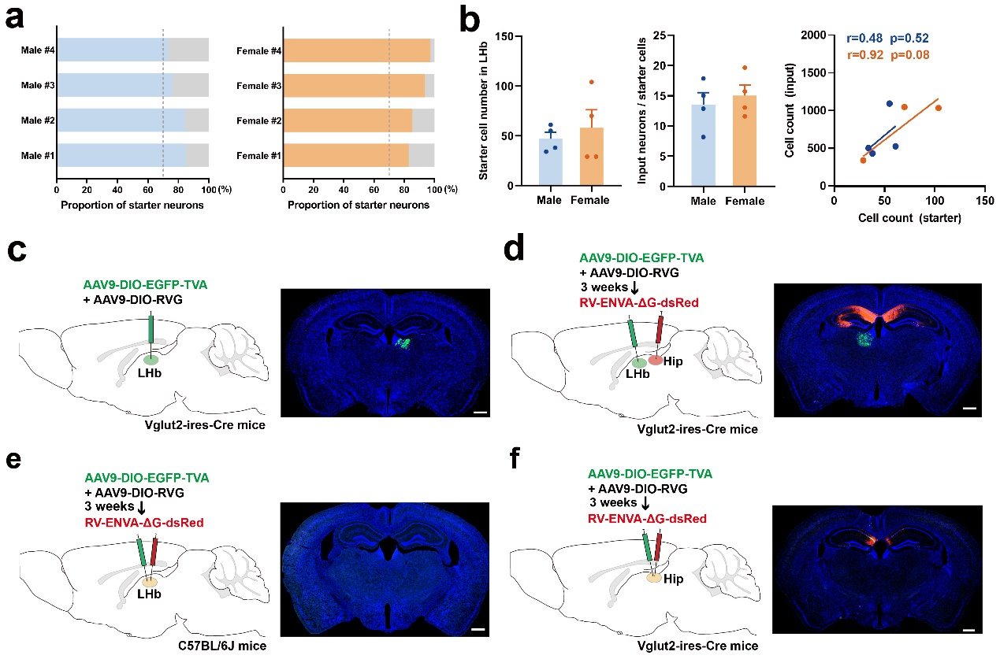 a
Male #4
Male #3
Male #2
Male #1
0 20 40 60 80 100 (%)
Proportion of starter neurons
Female #4
Female #3
Female #2
Female #1
0 20 40 60 80 100 (%)
Proportion of starter neurons
b
Starter cell number in LHb
150
100
50
0
Male Female
Input neurons / starter cells
25
20
15
10
5
0
Male Female
Cell count (input)
2000
1500
1000
500
0
r=0.48 p=0.52
r=0.92 p=0.08
0 50 100 150
Cell count (starter)
c
AAV9-DIO-EGFP-TVA
+ AAV9-DIO-RVG
LHb
Vglut2-ires-Cre mice
d
AAV9-DIO-EGFP-TVA
+ AAV9-DIO-RVG
3 weeks ↓
RV-ENVA-ΔG-dsRed
LHb
Hip
Vglut2-ires-Cre mice
e
AAV9-DIO-EGFP-TVA
+ AAV9-DIO-RVG
3 weeks ↓
RV-ENVA-ΔG-dsRed
LHb
C57BL/6J mice
f
AAV9-DIO-EGFP-TVA
+ AAV9-DIO-RVG
3 weeks ↓
RV-ENVA-ΔG-dsRed
Hip
Vglut2-ires-Cre mice